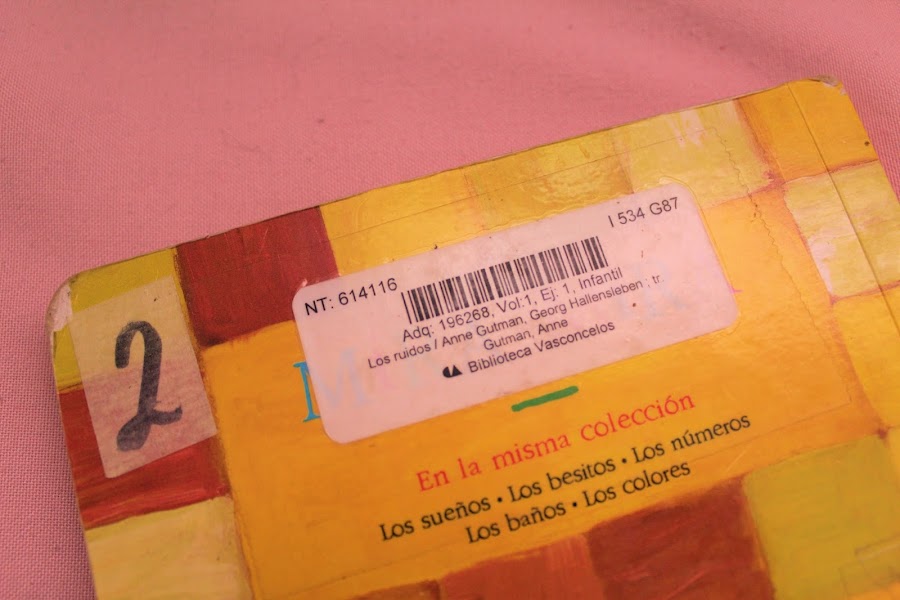 2
I 534 G87
NT: 614116
Adq: 196268, Vol:1, Ej: 1, Infantil
Los ruidos / Anne Gutman, Georg Hallensleben ; tr.
Gutman, Anne
Biblioteca Vasconcelos
En la misma colección
Los sueños • Los besitos • Los números
Los baños • Los colores